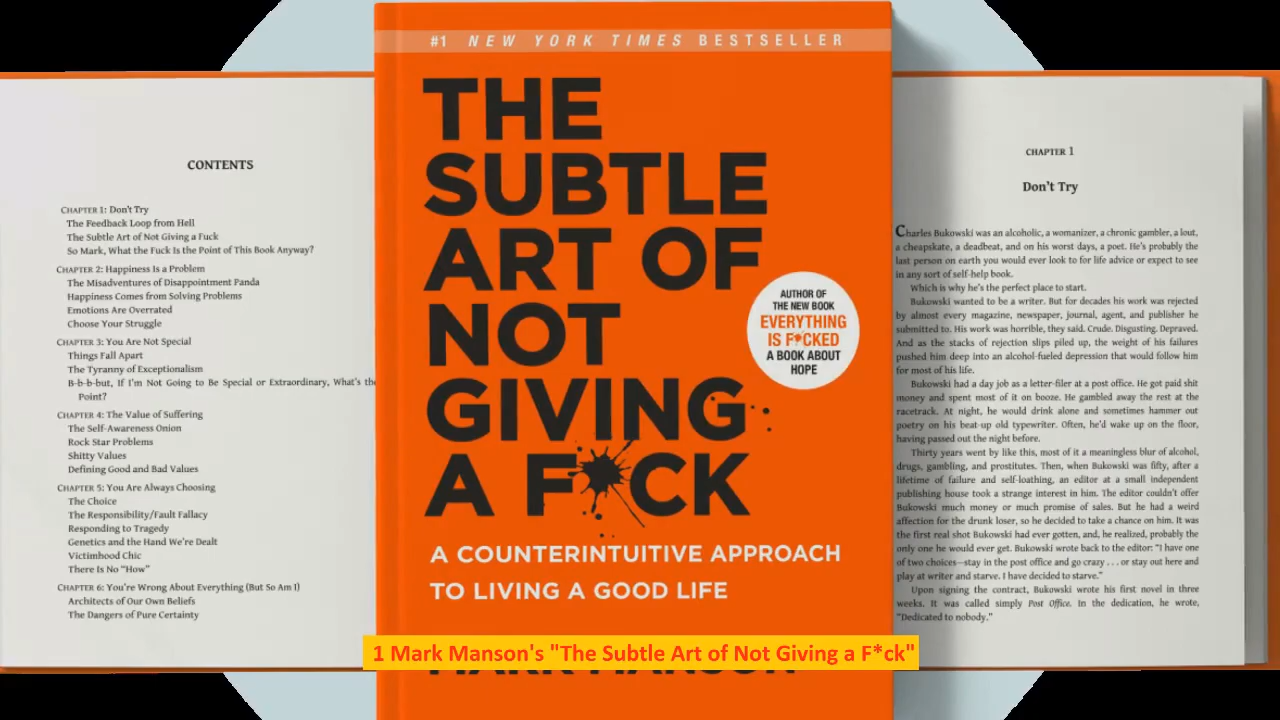 CONTENTS
CHAPTER 1: Don't Try
The Feedback Loop from Hell
The Subtle Art of Not Giving a Fuck
So Mark, What the Fuck Is the Point of This Book Anyway?
CHAPTER 2: Happiness Is a Problem
The Misadventures of Disappointment Panda
Happiness Comes from Solving Problems
Emotions Are Overrated
Choose Your Struggle
CHAPTER 3: You Are Not Special
Things Fall Apart
The Tyranny of Exceptionalism
B-b-b-but, If I'm Not Going to Be Special or Extraordinary, What's the
Point?
CHAPTER 4: The Value of Suffering
The Self-Awareness Onion
Rock Star Problems
Shitty Values
Defining Good and Bad Values
CHAPTER 5: You Are Always Choosing
The Choice
The Responsibility/Fault Fallacy
Responding to Tragedy
Genetics and the Hand We're Dealt
Victimhood Chic
There Is No "How"
CHAPTER 6: You're Wrong About Everything (But So Am I)
Architects of Our Own Beliefs
The Dangers of Pure Certainty
#1 NEW YORK TIMES BESTSELLER
THE
SUBTLE
ART OF
NOT
GIVING
A F*CK
AUTHOR OF
THE NEW BOOK
EVERYTHING
IS F*CKED
A BOOK ABOUT
HOPE
A COUNTERINTUITIVE APPROACH
TO LIVING A GOOD LIFE
MARK MANSON
1 Mark Manson's "The Subtle Art of Not Giving a F*ck"
CHAPTER 1
Don't Try
Charles Bukowski was an alcoholic, a womanizer, a chronic gambler, a lout,
a cheapskate, a deadbeat, and on his worst days, a poet. He's probably the
last person on earth you would ever look to for life advice or expect to see
in any sort of self-help book.
Which is why he's the perfect place to start.
Bukowski wanted to be a writer. But for decades his work was rejected
by almost every magazine, newspaper, journal, agent, and publisher he
submitted to. His work was horrible, they said. Crude. Disgusting. Depraved.
And as the stacks of rejection slips piled up, the weight of his failures
pushed him deep into an alcohol-fueled depression that would follow him
for most of his life.
Bukowski had a day job as a letter-filer at a post office. He got paid shit
money and spent most of it on booze. He gambled away the rest at the
racetrack. At night, he would drink alone and sometimes hammer out
poetry on his beat-up old typewriter. Often, he'd wake up on the floor,
having passed out the night before.
Thirty years went by like this, most of it a meaningless blur of alcohol,
drugs, gambling, and prostitutes. Then, when Bukowski was fifty, after a
lifetime of failure and self-loathing, an editor at a small independent
publishing house took a strange interest in him. The editor couldn't offer
Bukowski much money or much promise of sales. But he had a weird
affection for the drunk loser, so he decided to take a chance on him. It was
the first real shot Bukowski had ever gotten, and, he realized, probably the
only one he would ever get. Bukowski wrote back to the editor: "I have one
of two choices—stay in the post office and go crazy . . . or stay out here and
play at writer and starve. I have decided to starve."
Upon signing the contract, Bukowski wrote his first novel in three
weeks. It was called simply Post Office. In the dedication, he wrote,
"Dedicated to nobody."